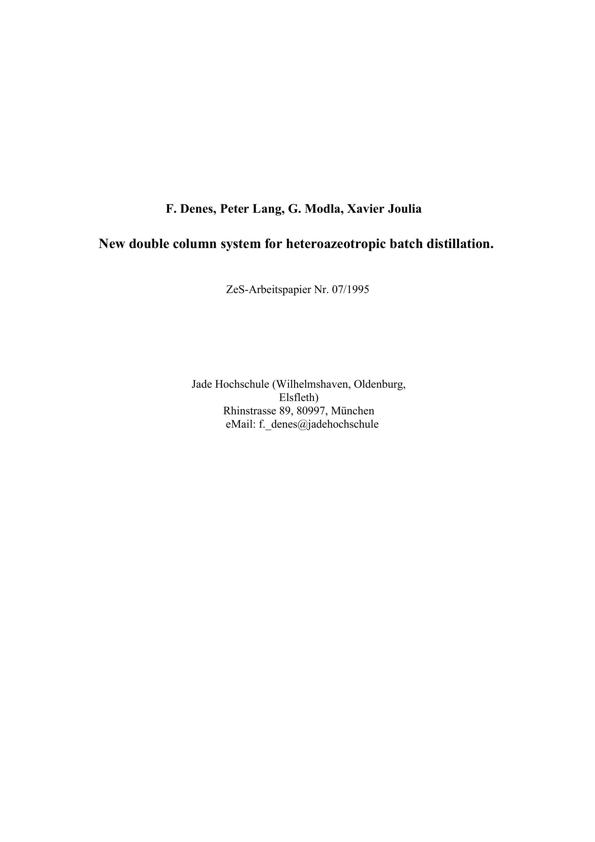 F. Denes, Peter Lang, G. Modla, Xavier Joulia
New double column system for heteroazeotropic batch distillation.
ZeS-Arbeitspapier Nr. 07/1995
Jade Hochschule (Wilhelmshaven, Oldenburg,
Elsfleth)
Rhinstrasse 89, 80997, München
eMail: f._denes@jadehochschule